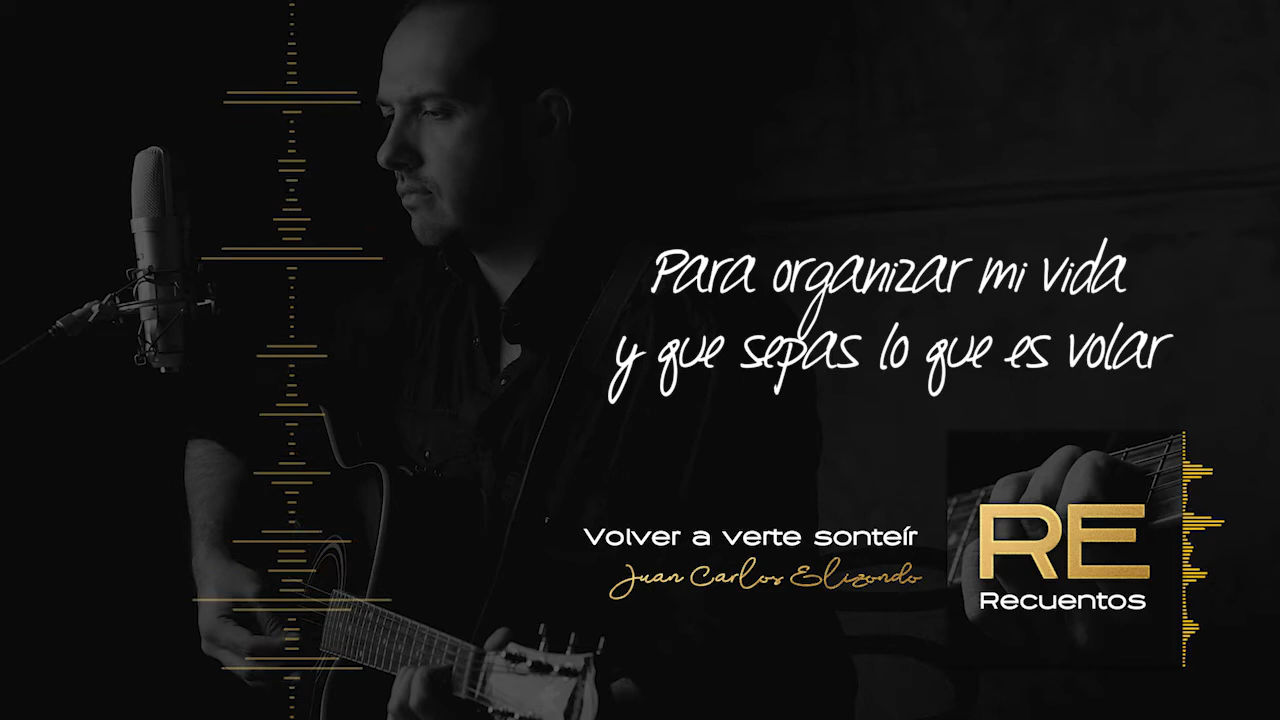 Para organizar mi vida
y que sepas lo que es volar
Volver a verte sonteír
Juan Carlos Elizondo
RE
Recuentos